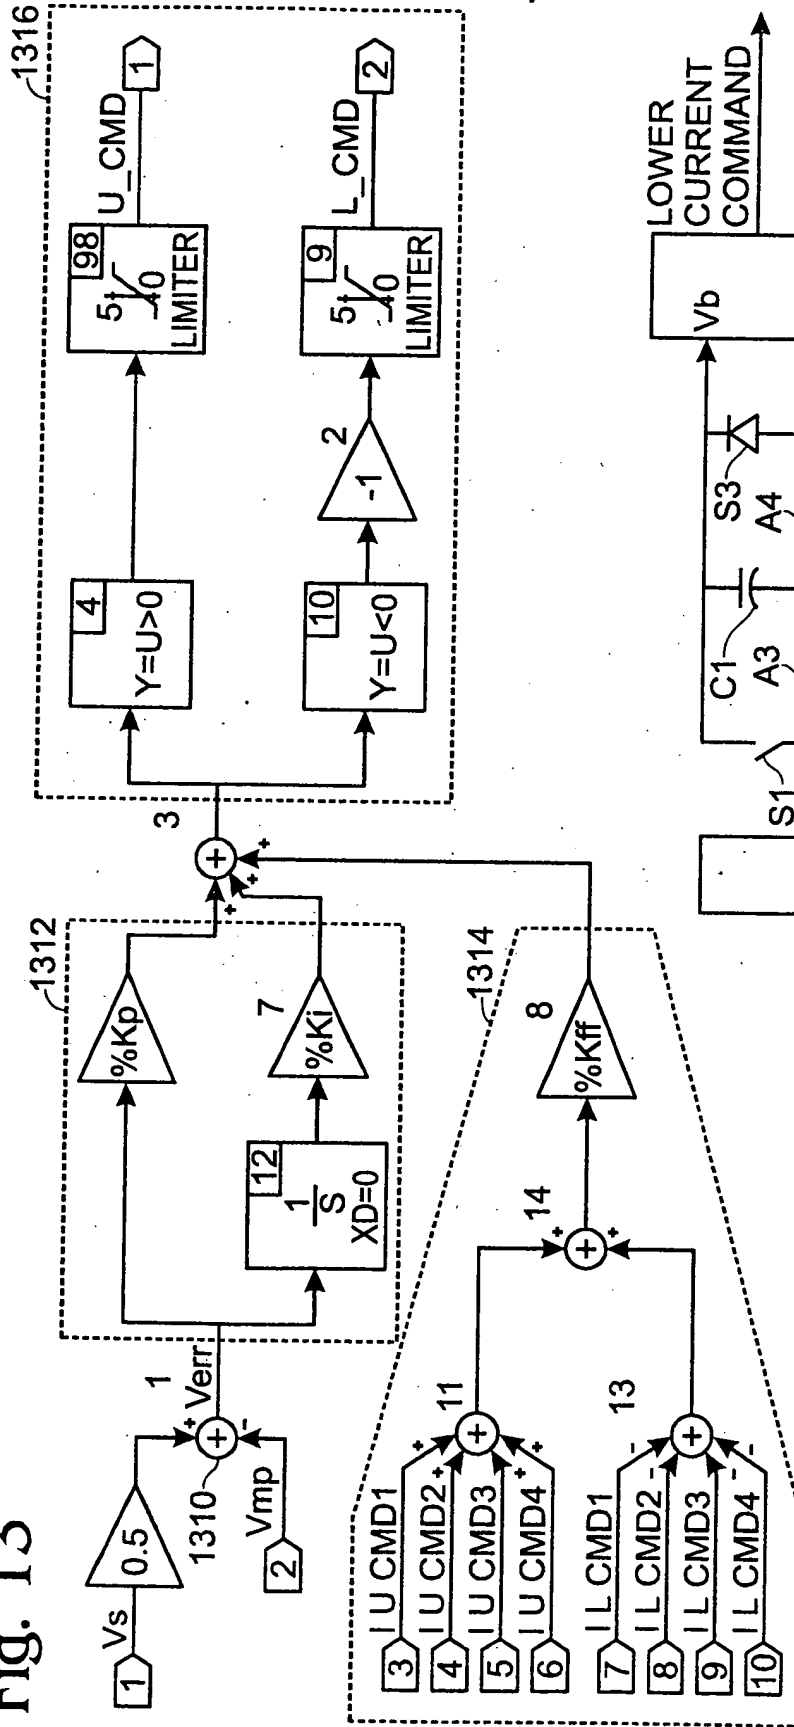 Fig. 13
1
Vs
0.5
1310
2
Vmp
1
Verr
1312
%Kp
12
1
S
XD=0
7
%Ki
3
1316
4
Y=U>0
98
5
0
LIMITER
U_CMD
1
10
Y=U<0
2
-1
9
5
0
LIMITER
L_CMD
2
1314
3
I U CMD1
4
I U CMD2
5
I U CMD3
6
I U CMD4
11
7
I L CMD1
8
I L CMD2
9
I L CMD3
10
I L CMD4
13
14
8
%Kff
S1
A3
C1
A4
S3
Vb
LOWER
CURRENT
COMMAND